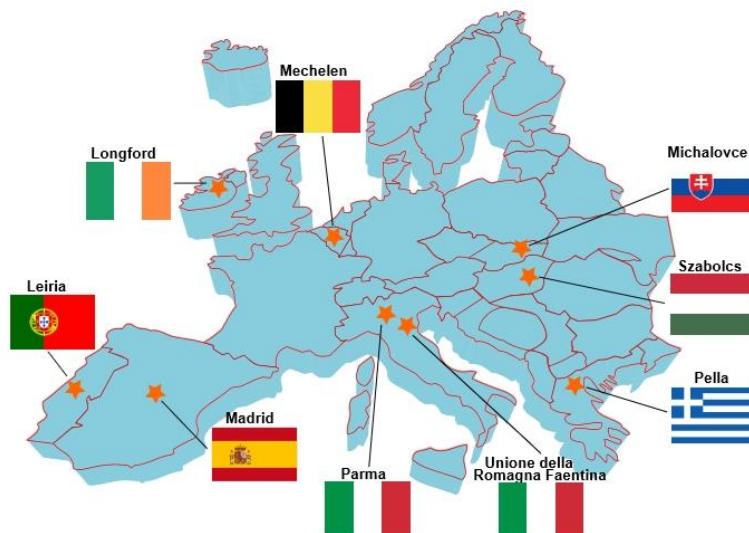 Mechelen
Longford
Michalovce
Szabolcs
Leiria
Pella
Madrid
Parma
Unione della
Romagna Faentina